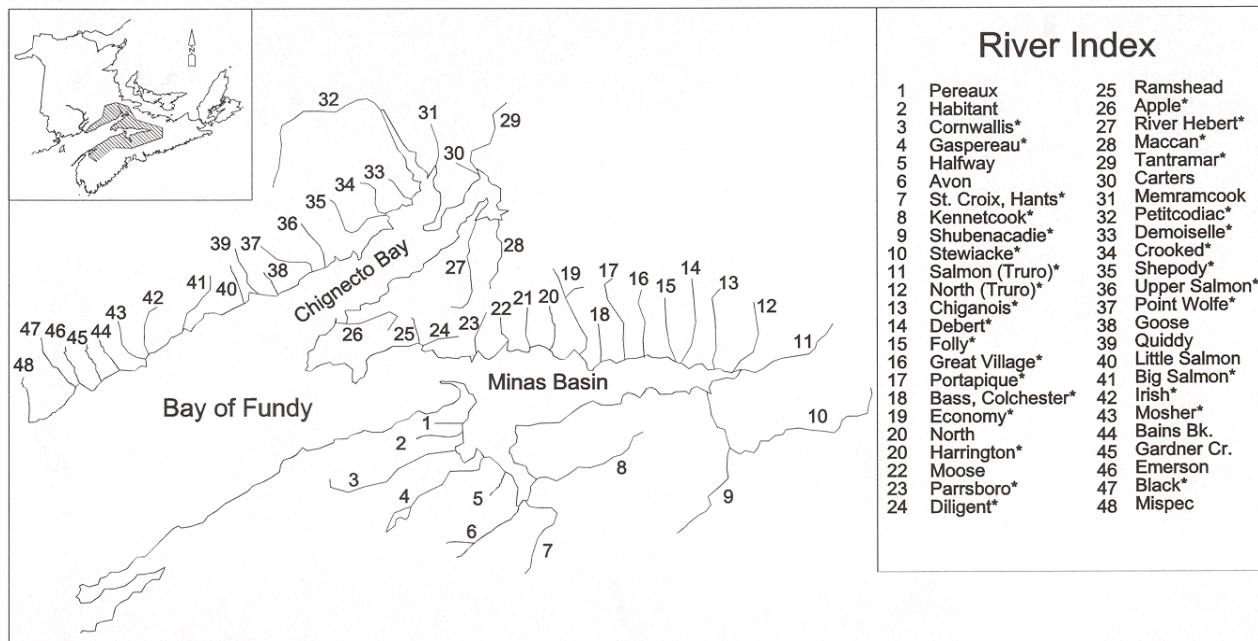 N
32
31
29
30
33
34
35
36
28
39
37
38
27
41
40
42
43
47
46
45
44
48
Chignecto Bay
26
25
24
23
22
21
20
19
18
17
16
15
14
13
12
11
Minas Basin
Bay of Fundy
10
1
2
3
4
5
6
7
8
9
River Index
1 Pereaux
2 Habitant
3 Cornwallis*
4 Gaspereau*
5 Halfway
6 Avon
7 St. Croix, Hants*
8 Kennetcook*
9 Shubenacadie*
10 Stewiacke*
11 Salmon (Truro)*
12 North (Truro)*
13 Chiganois*
14 Debert*
15 Folly*
16 Great Village*
17 Portapique*
18 Bass, Colchester*
19 Economy*
20 North
20 Harrington*
22 Moose
23 Parrsboro*
24 Diligent*
25 Ramshead
26 Apple*
27 River Hebert*
28 Maccan*
29 Tantramar*
30 Carters
31 Memramcook
32 Petitcodiac*
33 Demoiselle*
34 Crooked*
35 Shepody*
36 Upper Salmon*
37 Point Wolfe*
38 Goose
39 Quiddy
40 Little Salmon
41 Big Salmon*
42 Irish*
43 Mosher*
44 Bains Bk.
45 Gardner Cr.
46 Emerson
47 Black*
48 Mispec